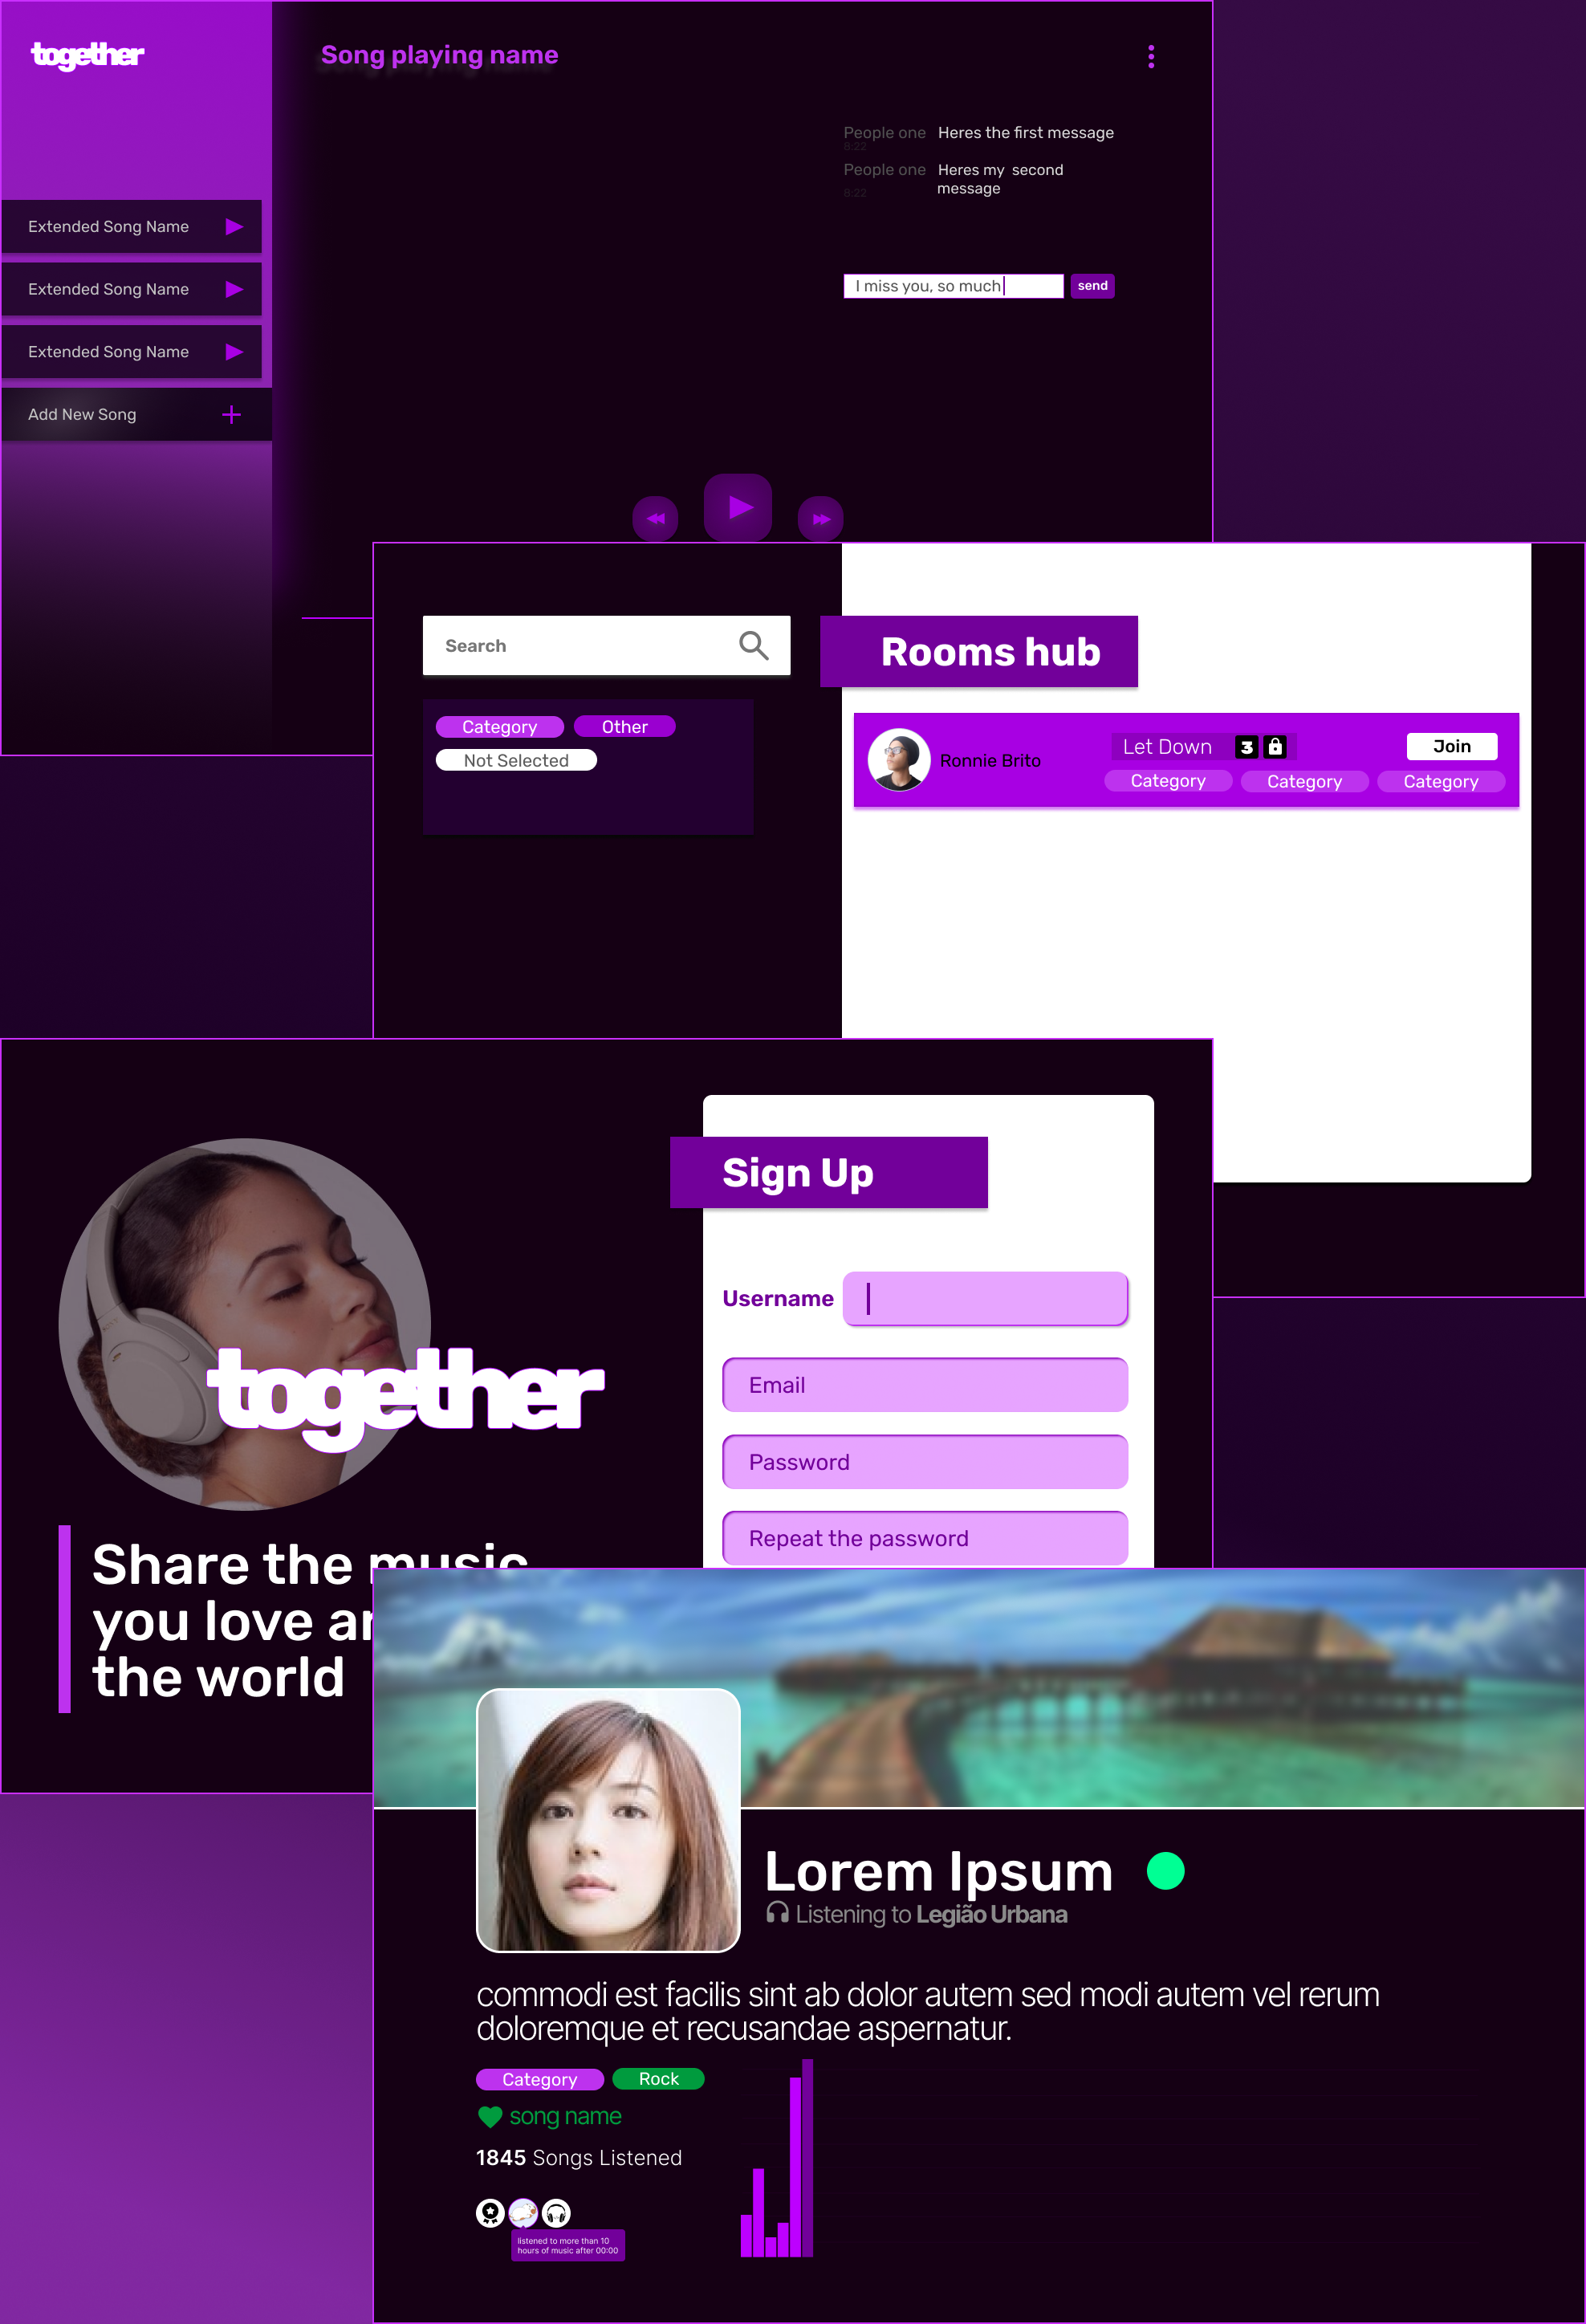 together
Song playing name
People one Heres the first message
8:22
People one Heres my second
message
8:22
Extended Song Name
Extended Song Name
Extended Song Name
Add New Song
I miss you, so much
send
Search
Category Other
Not Selected
Rooms hub
Ronnie Brito
Let Down 3
Join
Category Category Category
together
Share the music
you love an
the world
Sign Up
Username
Email
Password
Repeat the password
Lorem Ipsum
Listening to Legião Urbana
commodi est facilis sint ab dolor autem sed modi autem vel rerum
doloremque et recusandae aspernatur.
Category Rock
song name
1845 Songs Listened
listened to more than 10
hours of music after 00:00